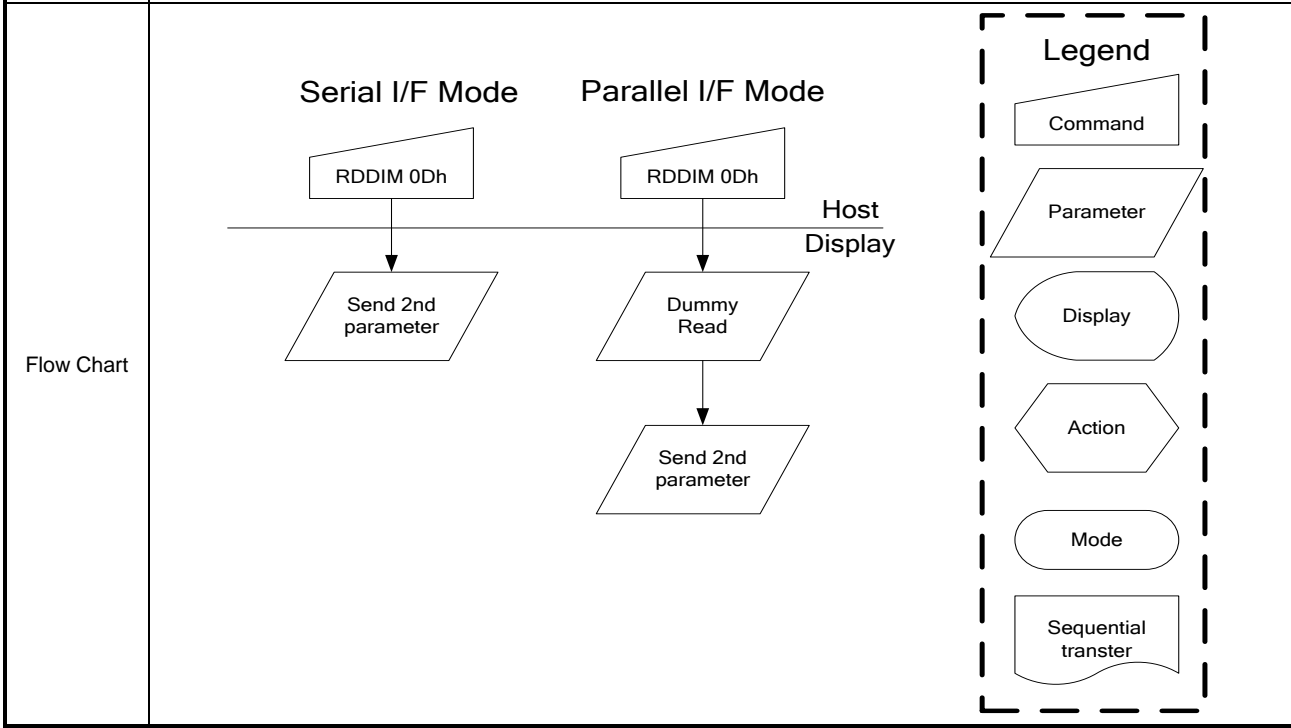 Flow Chart
Serial I/F Mode
Parallel I/F Mode
RDDIM 0Dh
RDDIM 0Dh
Host
Display
Send 2nd
parameter
Dummy
Read
Send 2nd
parameter
Legend
Command
Parameter
Display
Action
Mode
Sequential
transter